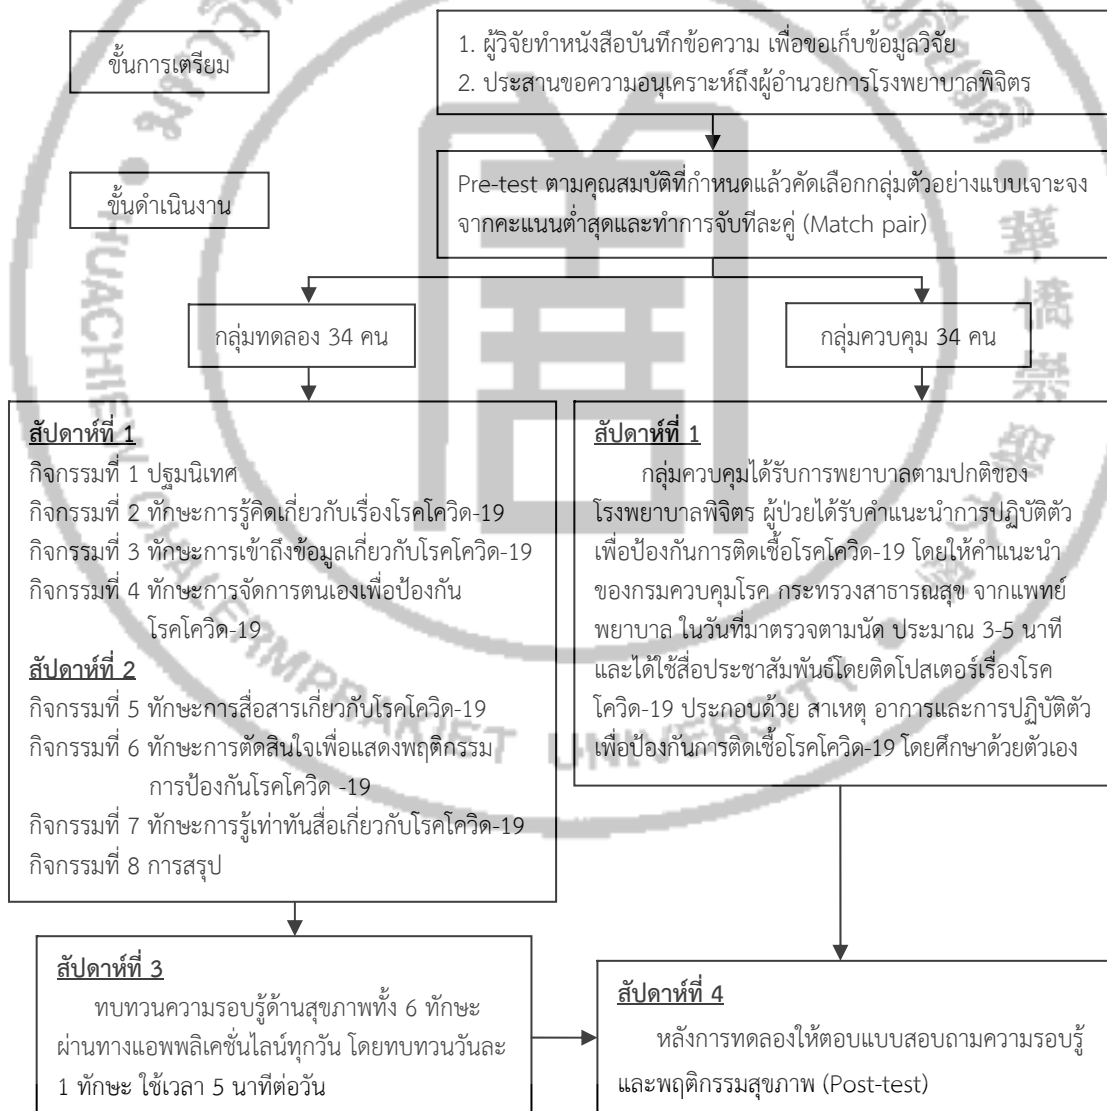 ขั้นการเตรียม
1. ผู้วิจัยทำหนังสือบันทึกข้อความ เพื่อขอเก็บข้อมูลวิจัย
2. ประสานขอความอนุเคราะห์ถึงผู้อำนวยการโรงพยาบาลพิจิตร
ขั้นดำเนินงาน
Pre-test ตามคุณสมบัติที่กำหนดแล้วคัดเลือกกลุ่มตัวอย่างแบบเจาะจง
จากคะแนนต่ำสุดและทำการจับทีละคู่ (Match pair)
กลุ่มทดลอง 34 คน
กลุ่มควบคุม 34 คน
สัปดาห์ที่ 1
กิจกรรมที่ 1 ปฐมนิเทศ
กิจกรรมที่ 2 ทักษะการรู้คิดเกี่ยวกับเรื่องโรคโควิด-19
กิจกรรมที่ 3 ทักษะการเข้าถึงข้อมูลเกี่ยวกับโรคโควิด-19
กิจกรรมที่ 4 ทักษะการจัดการตนเองเพื่อป้องกัน
โรคโควิด-19
สัปดาห์ที่ 2
กิจกรรมที่ 5 ทักษะการสื่อสารเกี่ยวกับโรคโควิด-19
กิจกรรมที่ 6 ทักษะการตัดสินใจเพื่อแสดงพฤติกรรม
การป้องกันโรคโควิด -19
กิจกรรมที่ 7 ทักษะการรู้เท่าทันสื่อเกี่ยวกับโรคโควิด-19
กิจกรรมที่ 8 การสรุป
สัปดาห์ที่ 1
กลุ่มควบคุมได้รับการพยาบาลตามปกติของ
โรงพยาบาลพิจิตร ผู้ป่วยได้รับคำแนะนำการปฏิบัติตัว
เพื่อป้องกันการติดเชื้อโรคโควิด-19 โดยให้คำแนะนำ
ของกรมควบคุมโรค กระทรวงสาธารณสุข จากแพทย์
พยาบาล ในวันที่มาตรวจตามนัด ประมาณ 3-5 นาที
และได้ใช้สื่อประชาสัมพันธ์โดยติดโปสเตอร์เรื่องโรค
โควิด-19 ประกอบด้วย สาเหตุ อาการและการปฏิบัติตัว
เพื่อป้องกันการติดเชื้อโรคโควิด-19 โดยศึกษาด้วยตัวเอง
สัปดาห์ที่ 3
ทบทวนความรอบรู้ด้านสุขภาพทั้ง 6 ทักษะ
ผ่านทางแอพพลิเคชั่นไลน์ทุกวัน โดยทบทวนวันละ
1 ทักษะ ใช้เวลา 5 นาทีต่อวัน
สัปดาห์ที่ 4
หลังการทดลองให้ตอบแบบสอบถามความรอบรู้
และพฤติกรรมสุขภาพ (Post-test)
HUACHIEW CHALERMPRAKIET UNIVERSITY